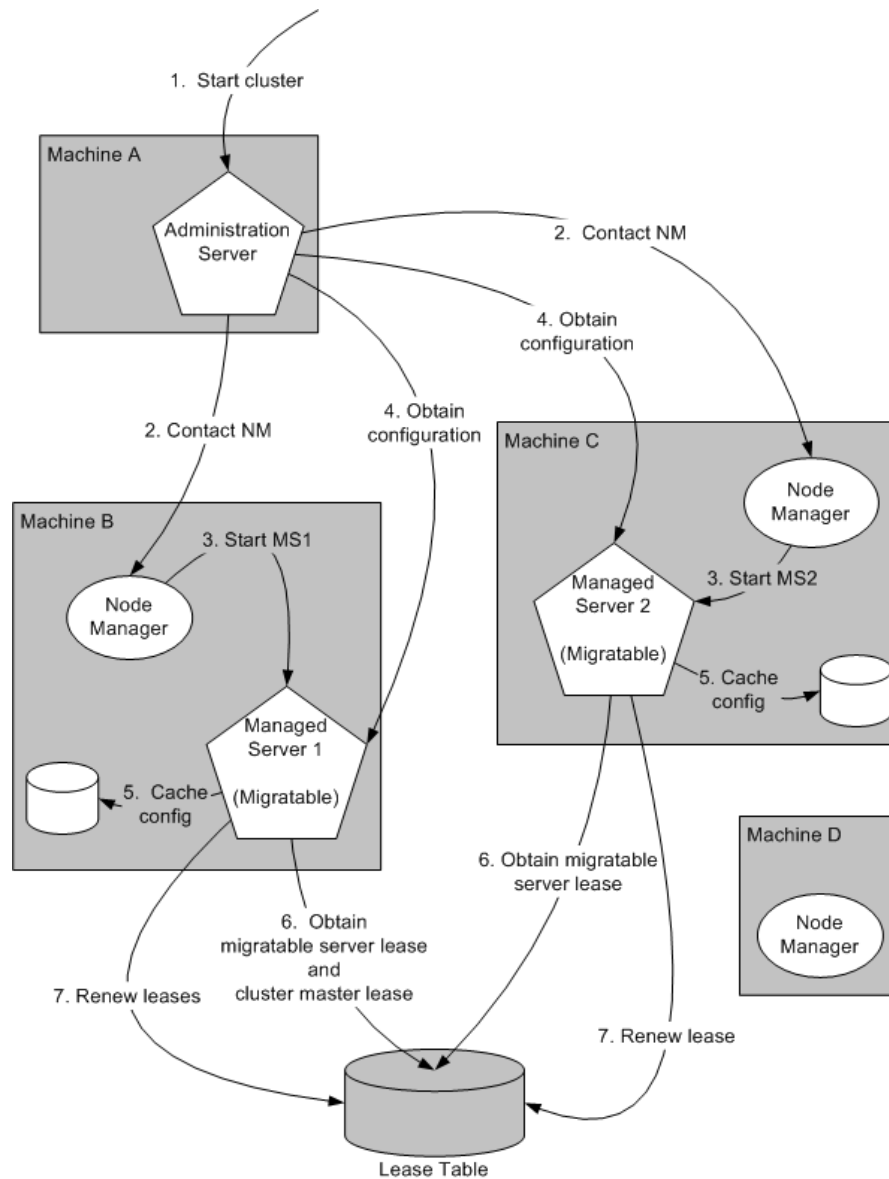 1. Start cluster
Machine A
Administration
Server
2. Contact NM
4. Obtain
configuration
2. Contact NM
4. Obtain
configuration
Machine C
Node
Manager
3. Start MS2
Managed
Server 2
(Migratable)
5. Cache
config
Machine B
3. Start MS1
Node
Manager
Managed
Server 1
(Migratable)
5. Cache
config
Machine D
Node
Manager
6. Obtain migratable
server lease
6. Obtain
migratable server lease
and
cluster master lease
7. Renew leases
7. Renew lease
Lease Table